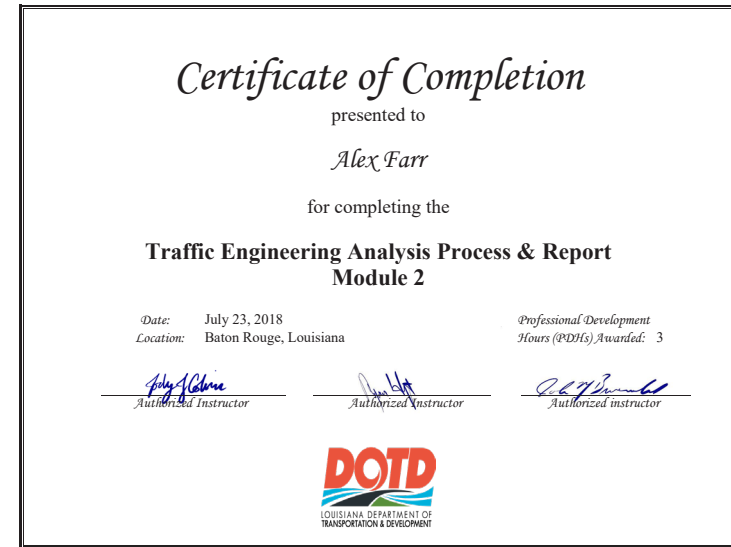 Certificate of Completion
presented to
Alex Farr
for completing the
Traffic Engineering Analysis Process & Report
Module 2
Date: July 23, 2018
Location: Baton Rouge, Louisiana
Professional Development
Hours (PDHs) Awarded: 3
Authorized Instructor
Authorized Instructor
Authorized instructor
DOTD
LOUISIANA DEPARTMENT OF
TRANSPORTATION & DEVELOPMENT